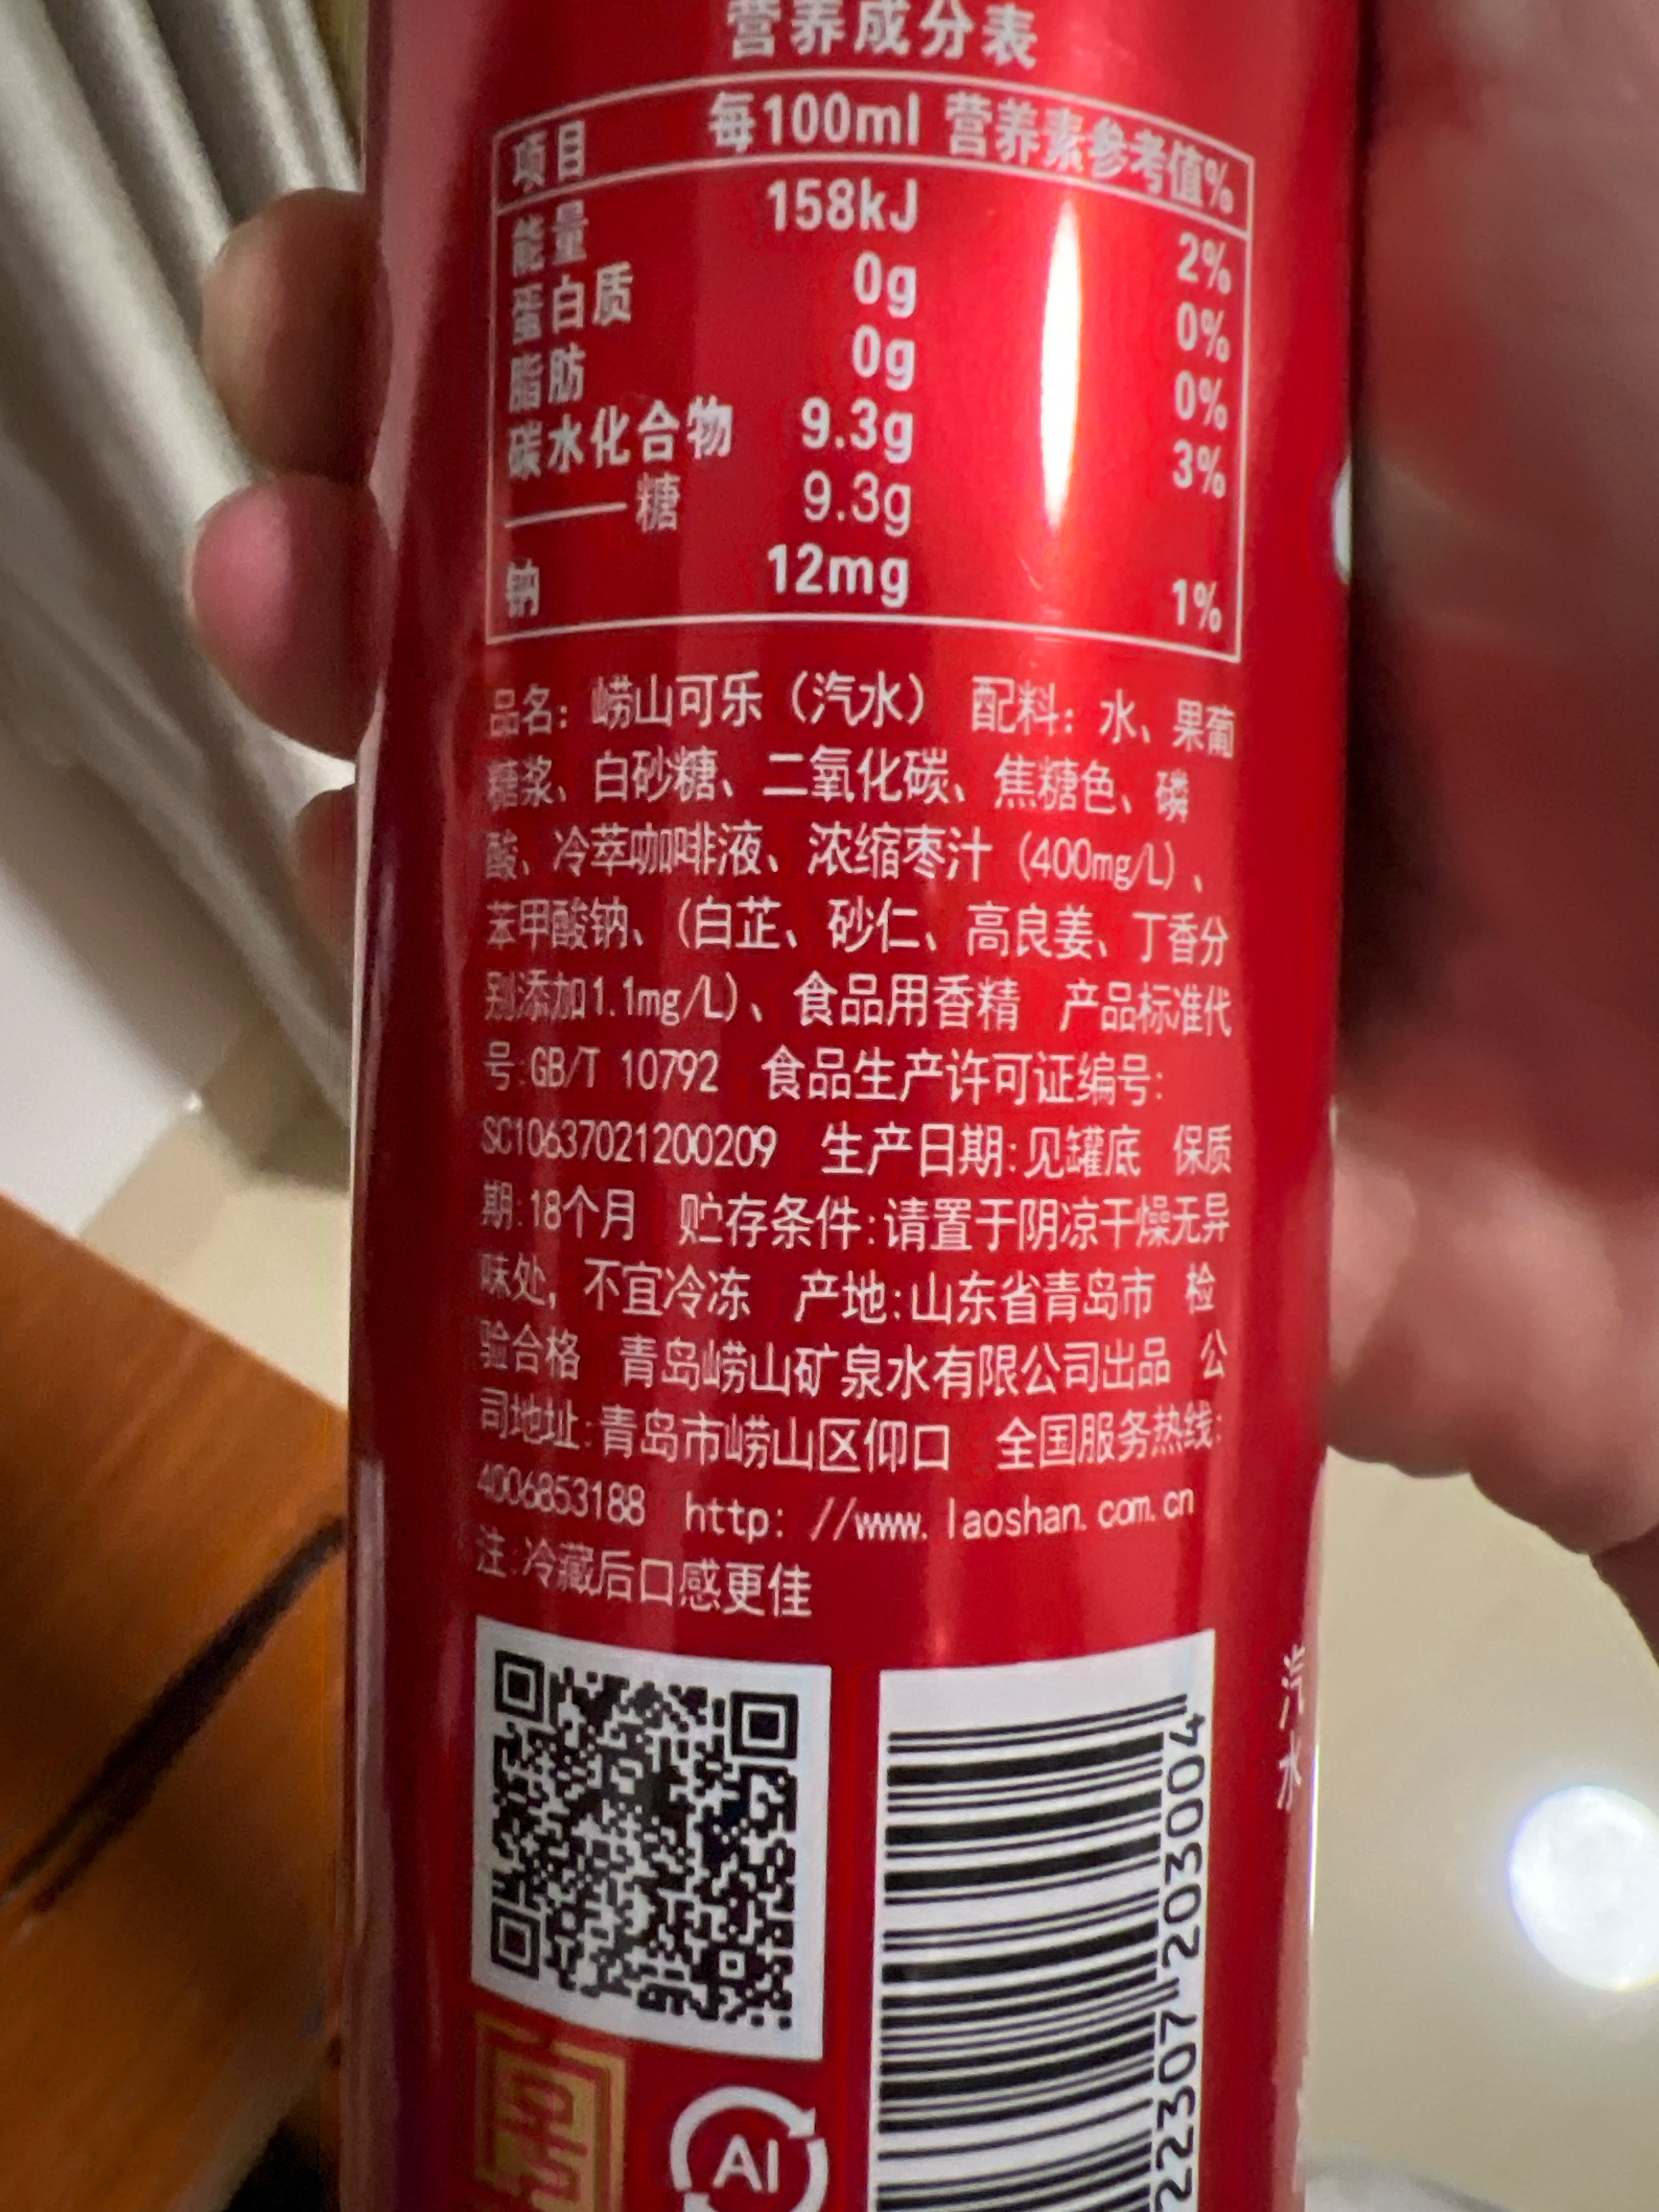 营养成分表
项目 每100ml 营养素参考值%
能量 158kJ 2%
蛋白质 0g 0%
脂肪 0g 0%
碳水化合物 9.3g 3%
——糖 9.3g
钠 12mg 1%
品名：崂山可乐（汽水） 配料：水、果葡
糖浆、白砂糖、二氧化碳、焦糖色、磷
酸、冷萃咖啡液、浓缩枣汁（400mg/L）、
苯甲酸钠、（白芷、砂仁、高良姜、丁香分
别添加1.1mg/L）、食品用香精 产品标准代
号:GB/T 10792 食品生产许可证编号:
SC10637021200209 生产日期:见罐底 保质
期:18个月 贮存条件:请置于阴凉干燥无异
味处，不宜冷冻 产地:山东省青岛市 检
验合格 青岛崂山矿泉水有限公司出品 公
司地址:青岛市崂山区仰口 全国服务热线:
4006853188 http: //www. laoshan. com. cn
注:冷藏后口感更佳
汽水
22307 203004
AI